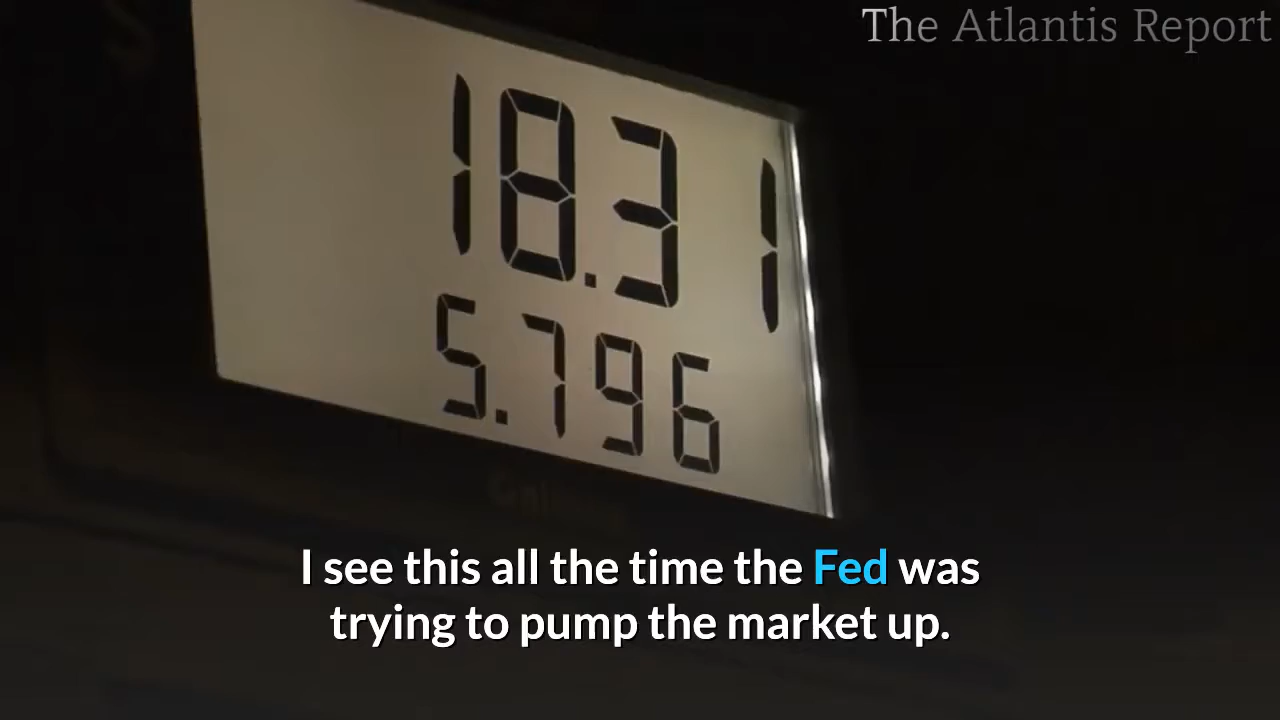 The Atlantis Report
18.31
5.796
I see this all the time the Fed was
trying to pump the market up.